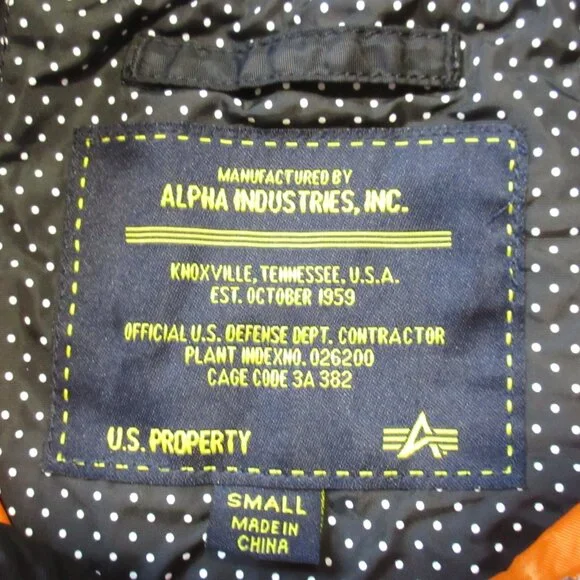 MANUFACTURED BY
ALPHA INDUSTRIES, INC.
KNOXVILLE, TENNESSEE, U.S.A.
EST. OCTOBER 1959
OFFICIAL U.S. DEFENSE DEPT. CONTRACTOR
PLANT INDEXNO. 026200
CAGE CODE 3A 382
U.S. PROPERTY
SMALL
MADE IN
CHINA